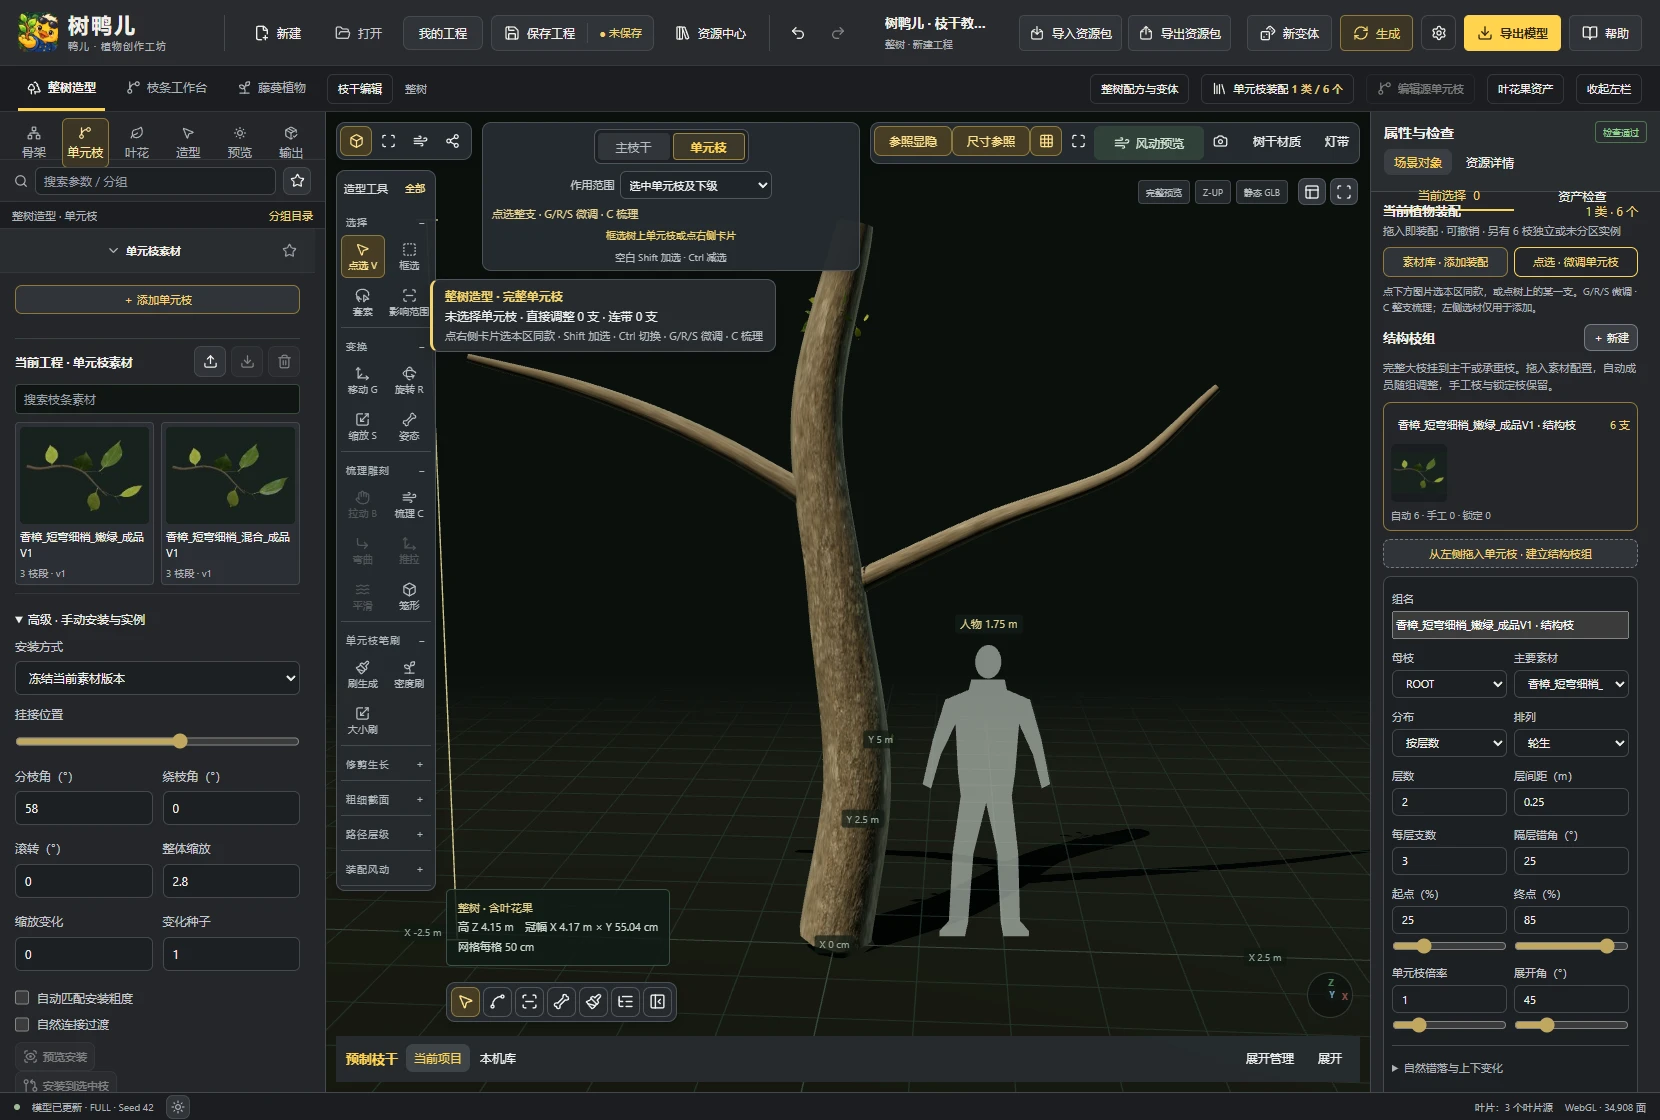 树鸭儿
鸭儿 · 植物创作工坊
新建
打开
我的工程
保存工程
● 未保存
资源中心
树鸭儿 · 枝干教...
整树 · 新建工程
导入资源包
导出资源包
新变体
生成
导出模型
帮助
整树造型
枝条工作台
藤蔓植物
枝干编辑
整树
整树配方与变体
单元枝装配 1 类 / 6 个
编辑源单元枝
叶花果资产
收起左栏
骨架
单元枝
叶花
造型
预览
输出
搜索参数 / 分组
整树造型 · 单元枝
分组目录
单元枝素材
+ 添加单元枝
当前工程 · 单元枝素材
搜索枝条素材
香樟_短穹细梢_嫩绿_成品V1
3 枝段 · v1
香樟_短穹细梢_混合_成品V1
3 枝段 · v1
▼ 高级 · 手动安装与实例
安装方式
冻结当前素材版本
挂接位置
分枝角（°）
绕枝角（°）
58
0
滚转（°）
整体缩放
0
2.8
缩放变化
变化种子
0
1
自动匹配安装粗度
自然连接过渡
预览安装
安装到选中枝
模型已更新 · FULL · Seed 42
造型工具
全部
选择
点选 V
框选
套索
影响范围
变换
移动 G
旋转 R
缩放 S
姿态
梳理雕刻
拉动 B
梳理 C
弯曲
推拉
平滑
笼形
单元枝笔刷
刷生成
密度刷
大小刷
修剪生长
粗细截面
路径层级
装配风动
主枝干
单元枝
作用范围
选中单元枝及下级
点选整支 · G/R/S 微调 · C 梳理
框选树上单元枝或点右侧卡片
空白 Shift 加选 · Ctrl 减选
整树造型 · 完整单元枝
未选择单元枝 · 直接调整 0 支 · 连带 0 支
点右侧卡片选本区同款 · Shift 加选 · Ctrl 切换 · G/R/S 微调 · C 梳理
参照显隐
尺寸参照
风动预览
树干材质
灯带
完整预览
Z-UP
静态 GLB
人物 1.75 m
Y 5 m
Y 2.5 m
X 0 cm
X -2.5 m
X 2.5 m
整树 · 含叶花果
高 Z 4.15 m 冠幅 X 4.17 m × Y 55.04 cm
网格每格 50 cm
Z
Y
X
预制枝干
当前项目
本机库
展开管理
展开
属性与检查
检查通过
场景对象
资源详情
当前选择 0
资产检查
当前植物装配
1 类 · 6 个
拖入即装配 · 可撤销 · 另有 6 枝独立或未分区实例
素材库 · 添加装配
点选 · 微调单元枝
点下方图片选本区同款，或点树上的某一支。G/R/S 微调 ·
C 整支梳理；左侧选材仅用于添加。
结构枝组
+ 新建
完整大枝挂到主干或承重枝。拖入素材配置，自动成
员随组调整，手工枝与锁定枝保留。
香樟_短穹细梢_嫩绿_成品V1 · 结构枝
6 支
自动 6 · 手工 0 · 锁定 0
从左侧拖入单元枝 · 建立结构枝组
组名
香樟_短穹细梢_嫩绿_成品V1 · 结构枝
母枝
主要素材
ROOT
香樟_短穹细梢_
分布
排列
按层数
轮生
层数
层间距（m）
2
0.25
每层支数
隔层错角（°）
3
25
起点（%）
终点（%）
25
85
单元枝倍率
展开角（°）
1
45
▶ 自然错落与上下变化
叶片：3 个叶片源
WebGL · 34,908 面